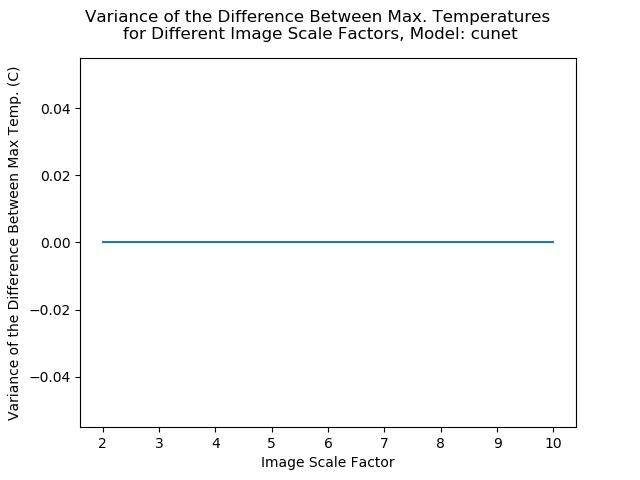 Variance of the Difference Between Max. Temperatures
for Different Image Scale Factors, Model: cunet
Variance of the Difference Between Max Temp. (C)
0.04
0.02
0.00
−0.02
−0.04
2 3 4 5 6 7 8 9 10
Image Scale Factor